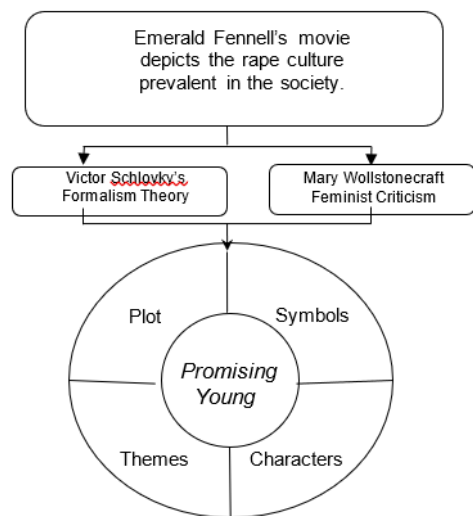 Emerald Fennell's movie
depicts the rape culture
prevalent in the society.
Victor Schlovky's
Formalism Theory
Mary Wollstonecraft
Feminist Criticism
Plot
Symbols
Promising
Young
Themes
Characters